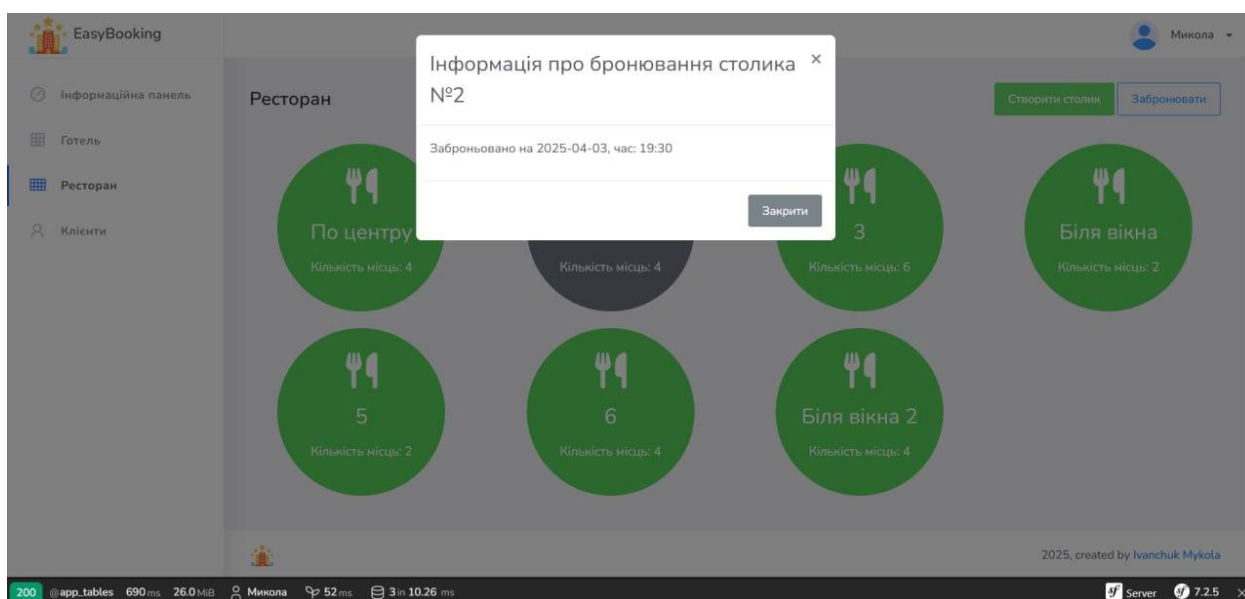 EasyBooking
Микола
Інформаційна панель
Готель
Ресторан
Клієнти
Ресторан
Створити столик
Забронювати
Інформація про бронювання столика
№2
×
Заброньовано на 2025-04-03, час: 19:30
Закрити
По центру
Кількість місць: 4
Кількість місць: 4
3
Кількість місць: 6
Біля вікна
Кількість місць: 2
5
Кількість місць: 2
6
Кількість місць: 4
Біля вікна 2
Кількість місць: 4
2025, created by Ivanchuk Mykola
200 @app_tables 690 ms 26.0 MiB Микола 52 ms 3 in 10.26 ms Server 7.2.5 ×